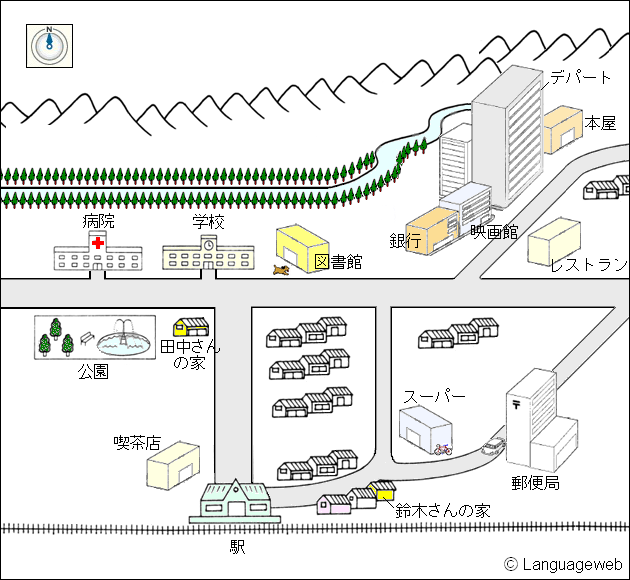 N
デパート
本屋
病院
学校
銀行
映画館
図書館
レストラン
田中さん
の家
公園
スーパー
〒
喫茶店
郵便局
鈴木さんの家
駅
© Languageweb